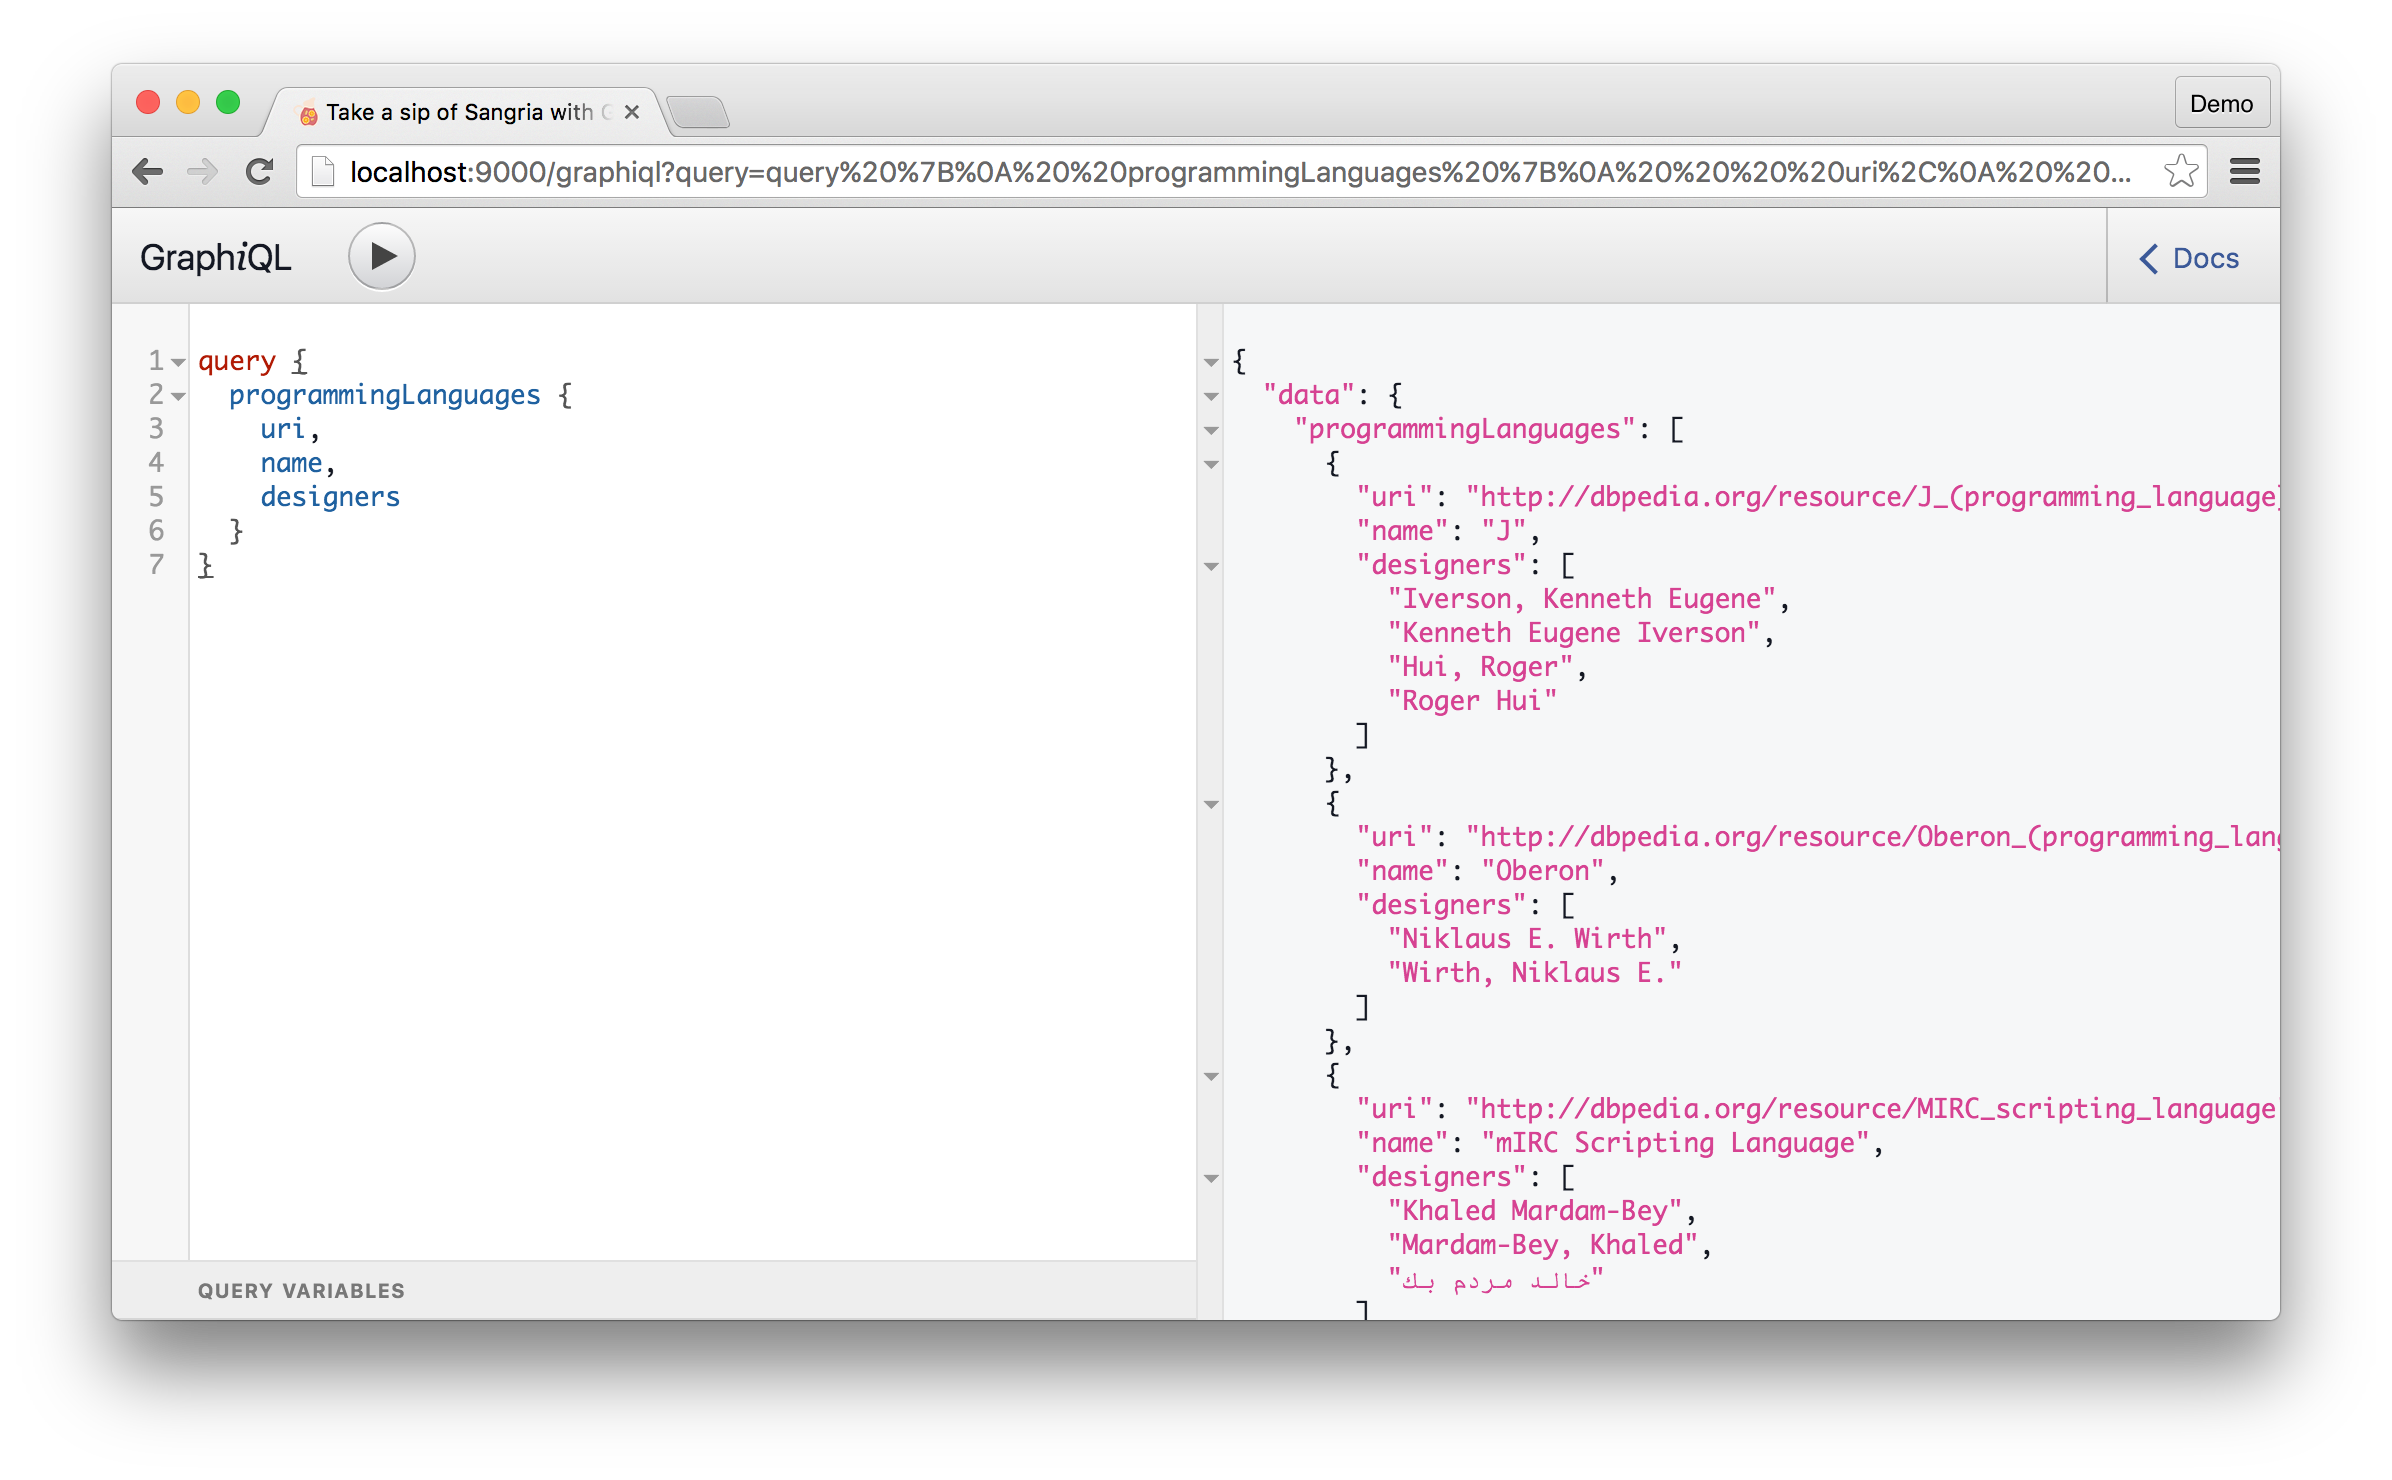 Take a sip of Sangria with G
Demo
localhost:9000/graphiql?query=query%20%7B%0A%20%20programmingLanguages%20%7B%0A%20%20%20%20uri%2C%0A%20%20...
GraphiQL
Docs
1 query {
2 programmingLanguages {
3 uri,
4 name,
5 designers
6 }
7 }
QUERY VARIABLES
{
"data": {
"programmingLanguages": [
{
"uri": "http://dbpedia.org/resource/J_(programming_language)
"name": "J",
"designers": [
"Iverson, Kenneth Eugene",
"Kenneth Eugene Iverson",
"Hui, Roger",
"Roger Hui"
]
},
{
"uri": "http://dbpedia.org/resource/Oberon_(programming_lang
"name": "Oberon",
"designers": [
"Niklaus E. Wirth",
"Wirth, Niklaus E."
]
},
{
"uri": "http://dbpedia.org/resource/MIRC_scripting_language
"name": "mIRC Scripting Language",
"designers": [
"Khaled Mardam-Bey",
"Mardam-Bey, Khaled",
"خالد مردم بك"
]